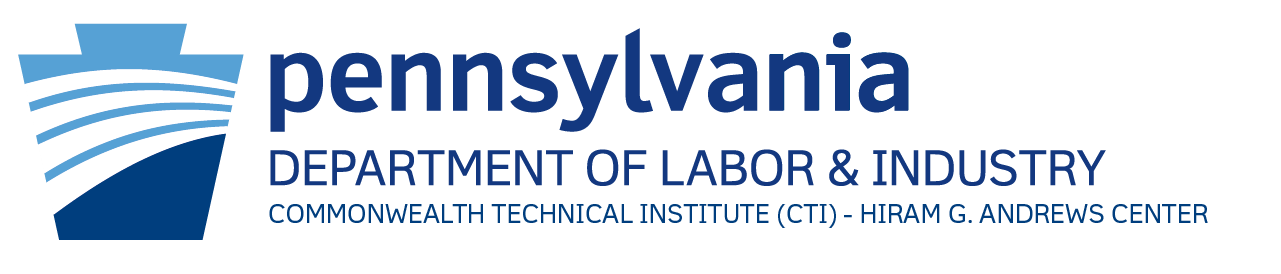 pennsylvania
DEPARTMENT OF LABOR & INDUSTRY
COMMONWEALTH TECHNICAL INSTITUTE (CTI) - HIRAM G. ANDREWS CENTER